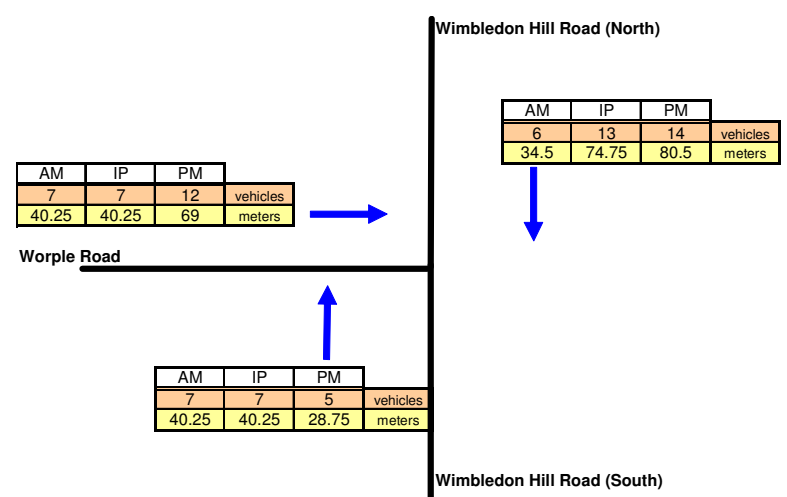 Wimbledon Hill Road (North)
AM IP PM
6 13 14 vehicles
34.5 74.75 80.5 meters
AM IP PM
7 7 12 vehicles
40.25 40.25 69 meters
Worple Road
AM IP PM
7 7 5 vehicles
40.25 40.25 28.75 meters
Wimbledon Hill Road (South)